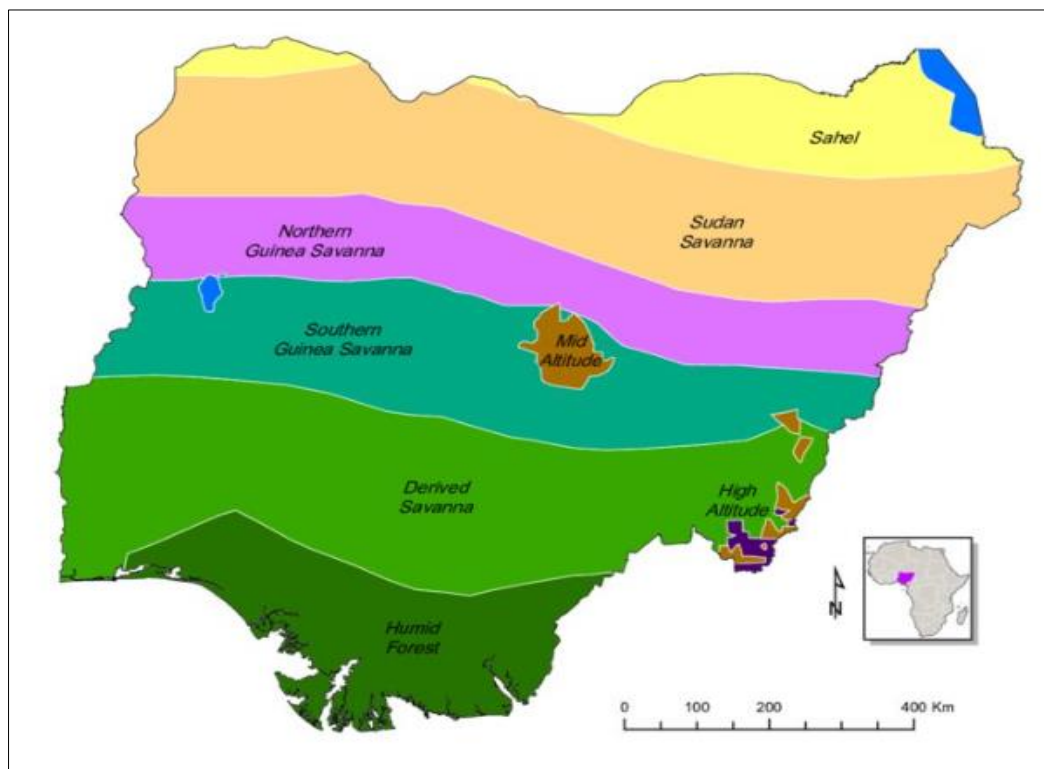 Sahel
Sudan
Savanna
Northern
Guinea Savanna
Southern
Guinea Savanna
Mid
Altitude
Derived
Savanna
High
Altitude
Humid
Forest
N
0 100 200 400 Km